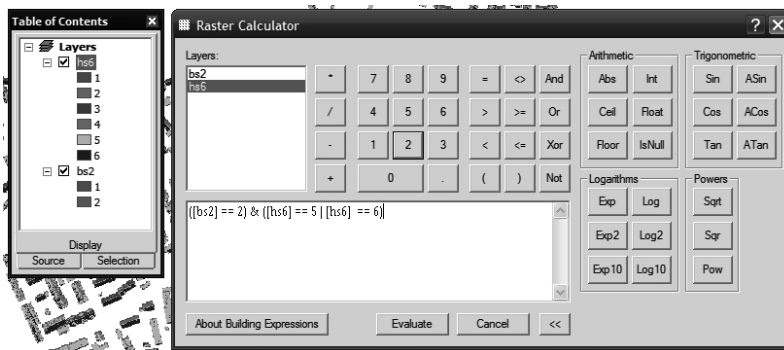 Table of Contents
Layers
hs6
1
2
3
4
5
6
bs2
1
2
Display
Source Selection
Raster Calculator
Layers:
bs2
hs6
* 7 8 9 = <> And
/ 4 5 6 > >= Or
- 1 2 3 < <= Xor
+ 0 . ( ) Not
Arithmetic
Abs Int
Ceil Float
Floor IsNull
Trigonometric
Sin ASin
Cos ACos
Tan ATan
Logarithms
Exp Log
Exp2 Log2
Exp10 Log10
Powers
Sqrt
Sqr
Pow
([bs2] == 2) & ([hs6] == 5 | [hs6] == 6)
About Building Expressions Evaluate Cancel <<